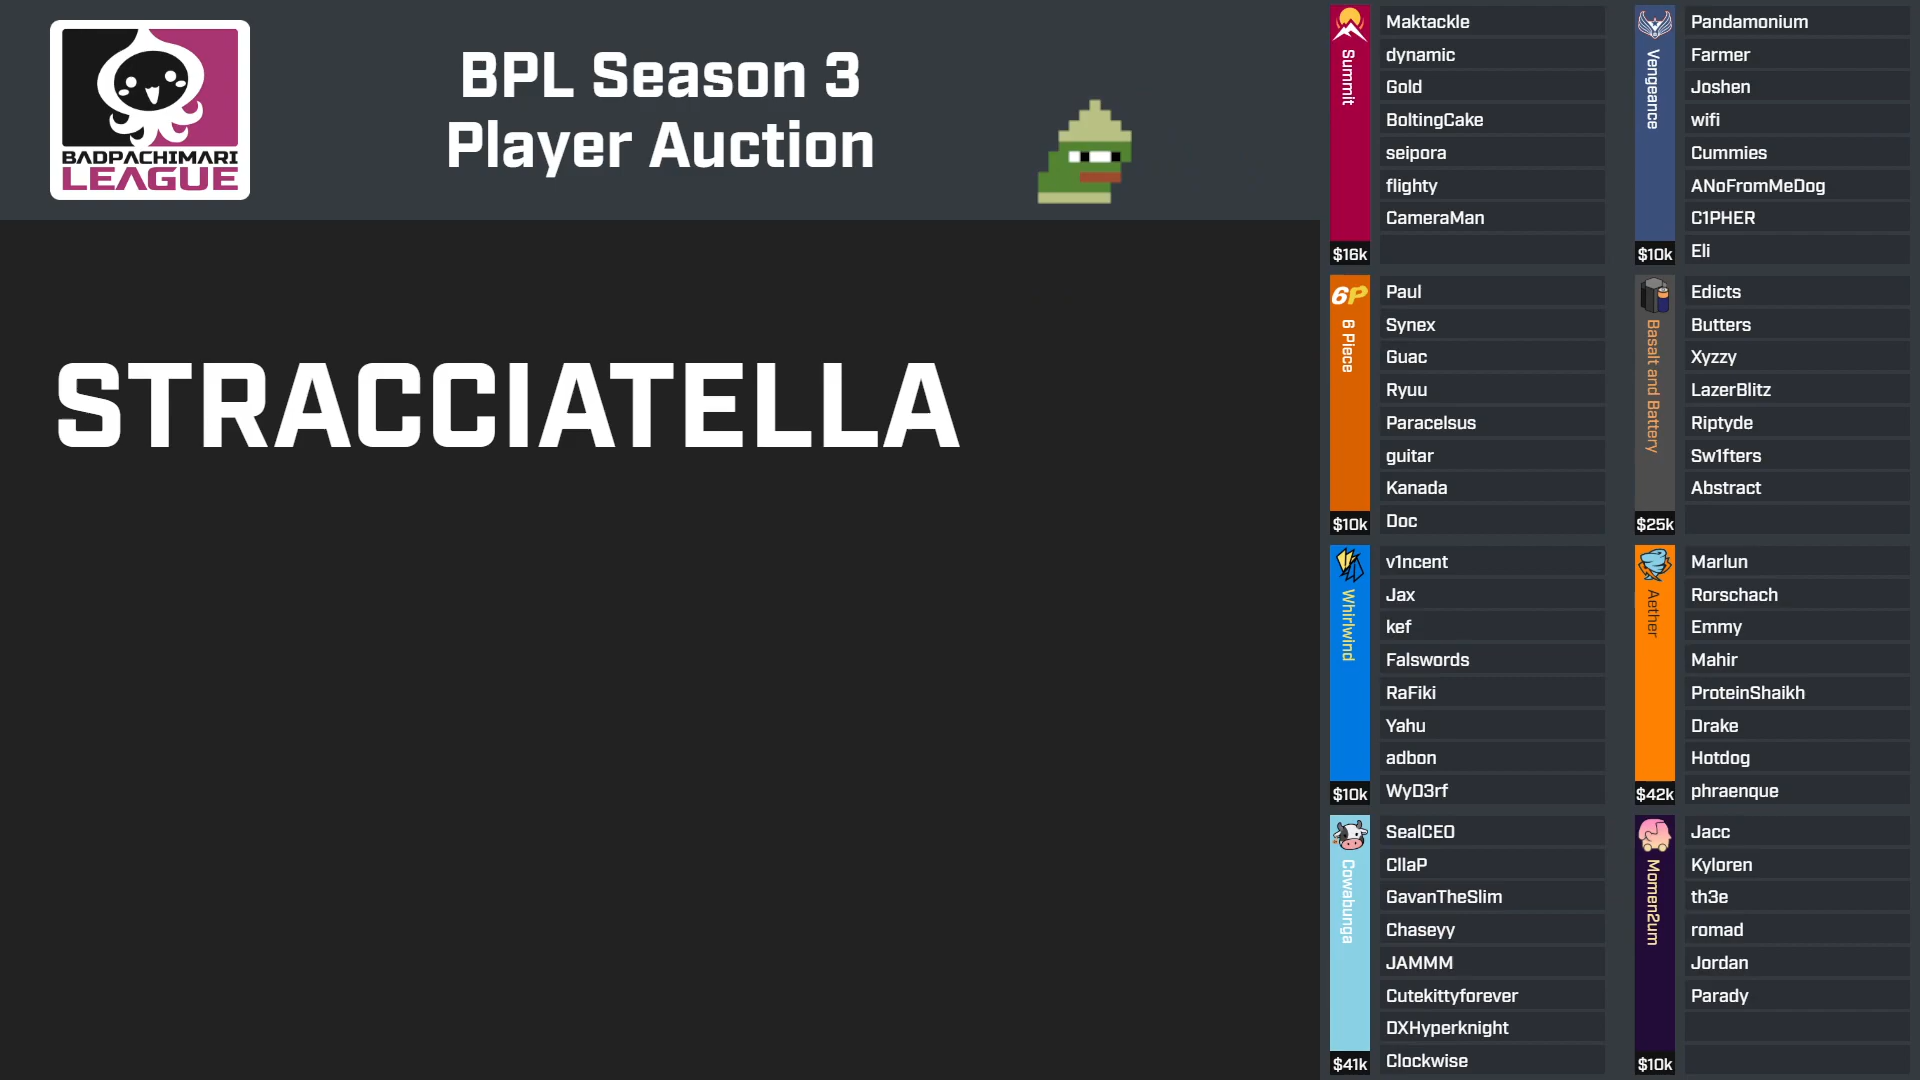 BADPACHIMARI
LEAGUE
BPL Season 3
Player Auction
STRACCIATELLA
Summit
$16k
Maktackle
dynamic
Gold
BoltingCake
seipora
flighty
CameraMan
Vengeance
$10k
Pandamonium
Farmer
Joshen
wifi
Cummies
ANoFromMeDog
C1PHER
Eli
6P
6 Piece
$10k
Paul
Synex
Guac
Ryuu
Paracelsus
guitar
Kanada
Doc
Basalt and Battery
$25k
Edicts
Butters
Xyzzy
LazerBlitz
Riptyde
Sw1fters
Abstract
Whirlwind
$10k
v1ncent
Jax
kef
Falswords
RaFiki
Yahu
adbon
WyD3rf
Aether
$42k
Marlun
Rorschach
Emmy
Mahir
ProteinShaikh
Drake
Hotdog
phraenque
Cowabunga
$41k
SealCEO
CllaP
GavanTheSlim
Chaseyy
JAMMM
Cutekittyforever
DXHyperknight
Clockwise
Momen2um
$10k
Jacc
Kyloren
th3e
romad
Jordan
Parady